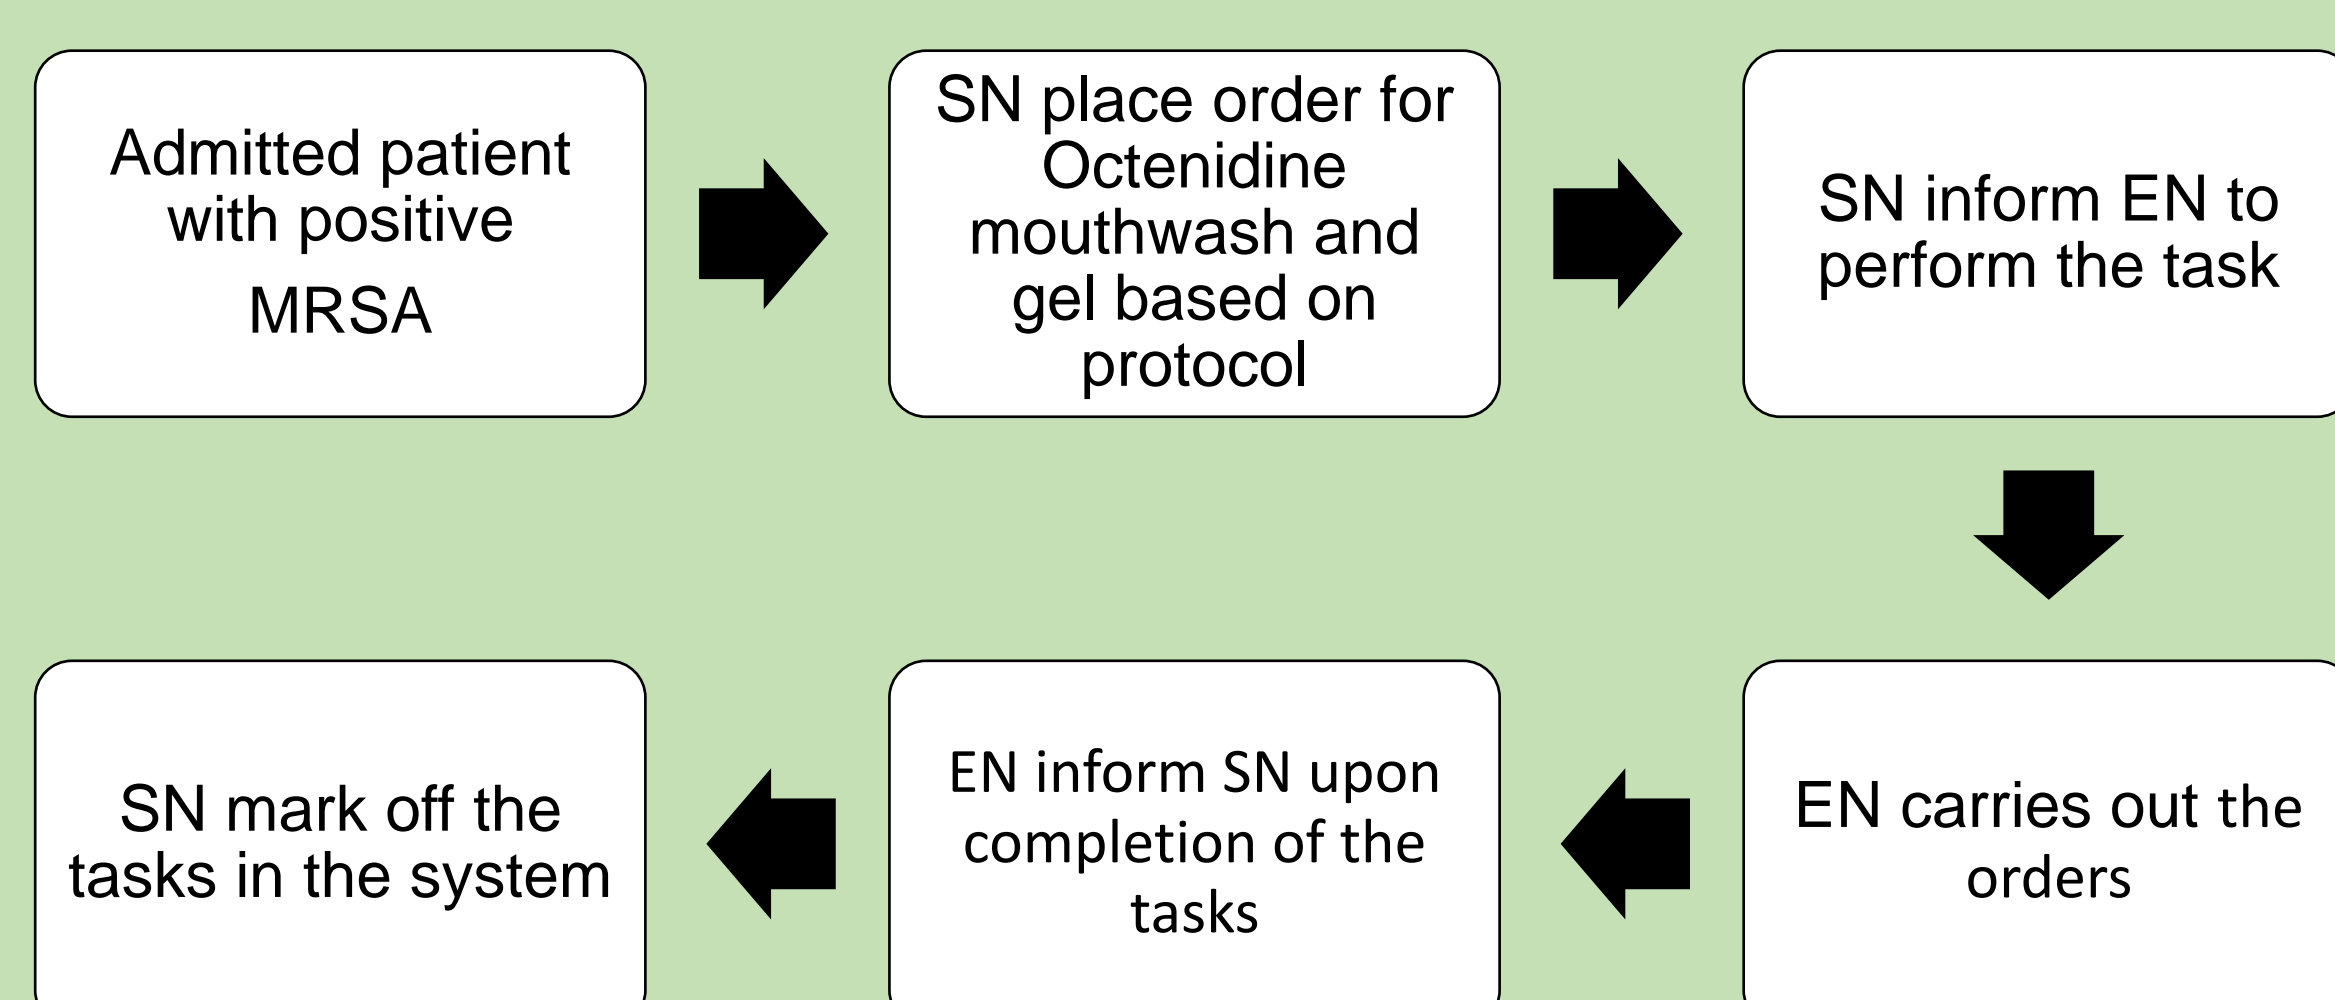 Admitted patient
with positive
MRSA
SN place order for
Octenidine
mouthwash and
gel based on
protocol
SN inform EN to
perform the task
EN carries out the
orders
EN inform SN upon
completion of the
tasks
SN mark off the
tasks in the system